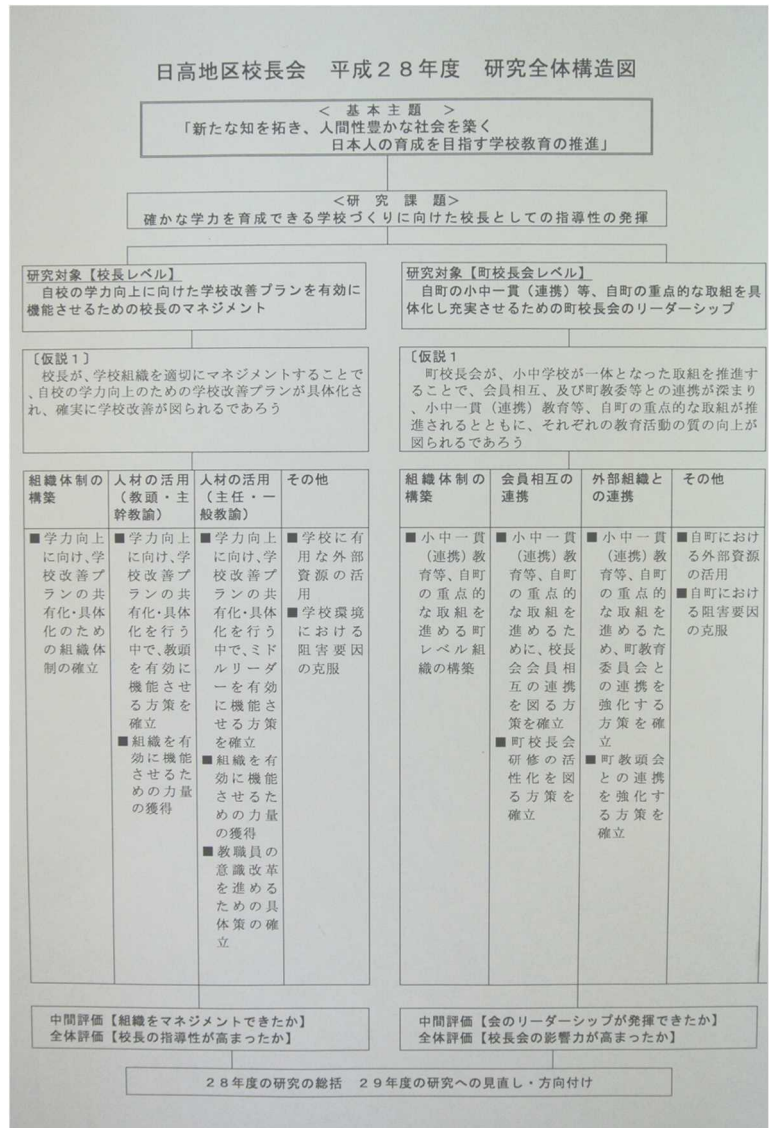 日高地区校長会　平成２８年度　研究全体構造図
＜　基　本　主　題　＞
「新たな知を拓き、人間性豊かな社会を築く
日本人の育成を目指す学校教育の推進」
＜研　究　課　題＞
確かな学力を育成できる学校づくりに向けた校長としての指導性の発揮
研究対象【校長レベル】
自校の学力向上に向けた学校改善プランを有効に
機能させるための校長のマネジメント
〔仮説１〕
校長が、学校組織を適切にマネジメントすることで
、自校の学力向上のための学校改善プランが具体化さ
れ、確実に学校改善が図られるであろう
組織体制の
構築
■学力向上
に向け、学
校改善プ
ランの共
有化・具体
化のため
の組織体
制の確立
人材の活用
（教頭・主
幹教諭）
■学力向上
に向け、学
校改善プ
ランの共
有化・具体
化を行う
中で、教頭
を有効に
機能させ
る方策を
確立
■組織を有
効に機能
させるた
めの力量
の獲得
人材の活用
（主任・一
般教諭）
■学力向上
に向け、学
校改善プ
ランの共
有化・具体
化を行う
中で、ミド
ルリーダ
ーを有効
に機能さ
せる方策
を確立
■組織を有
効に機能
させるた
めの力量
の獲得
■教職員の
意識改革
を進める
ための具
体策の確
立
その他
■学校に有
用な外部
資源の活
用
■学校環境
における
阻害要因
の克服
中間評価【組織をマネジメントできたか】
全体評価【校長の指導性が高まったか】
研究対象【町校長会レベル】
自町の小中一貫（連携）等、自町の重点的な取組を具
体化し充実させるための町校長会のリーダーシップ
〔仮説１
町校長会が、小中学校が一体となった取組を推進す
ることで、会員相互、及び町教委等との連携が深まり
、小中一貫（連携）教育等、自町の重点的な取組が推
進されるとともに、それぞれの教育活動の質の向上が
図られるであろう
組織体制の
構築
■小中一貫
（連携）教
育等、自町
の重点的
な取組を
進める町
レベル組
織の構築
会員相互の
連携
■小中一貫
（連携）教
育等、自町
の重点的
な取組を
進めるた
めに、校長
会会員相
互の連携
を図る方
策を確立
■町校長会
研修の活
性化を図
る方策を
確立
外部組織と
の連携
■小中一貫
（連携）教
育等、自町
の重点的
な取組を
進めるた
め、町教育
委員会と
の連携を
強化する
方策を確
立
■町教頭会
との連携
を強化す
る方策を
確立
その他
■自町におけ
る外部資源
の活用
■自町におけ
る阻害要因
の克服
中間評価【会のリーダーシップが発揮できたか】
全体評価【校長会の影響力が高まったか】
２８年度の研究の総括　２９年度の研究への見直し・方向付け